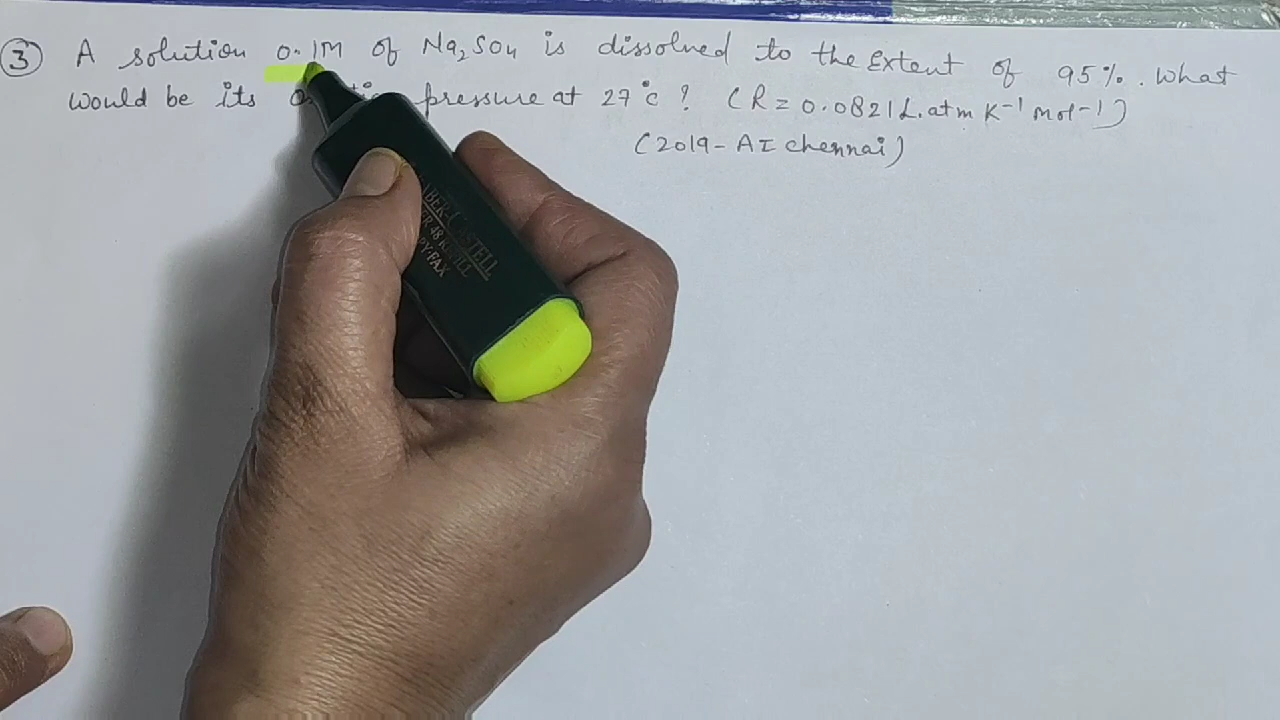 ③ A solution 0.1M of Na₂SO₄ is dissolved to the Extent of 95%. What
would be its pressure at 27°c ? (R = 0.0821 L.atm K⁻¹ mol⁻¹)
(2019 - AI chennai)